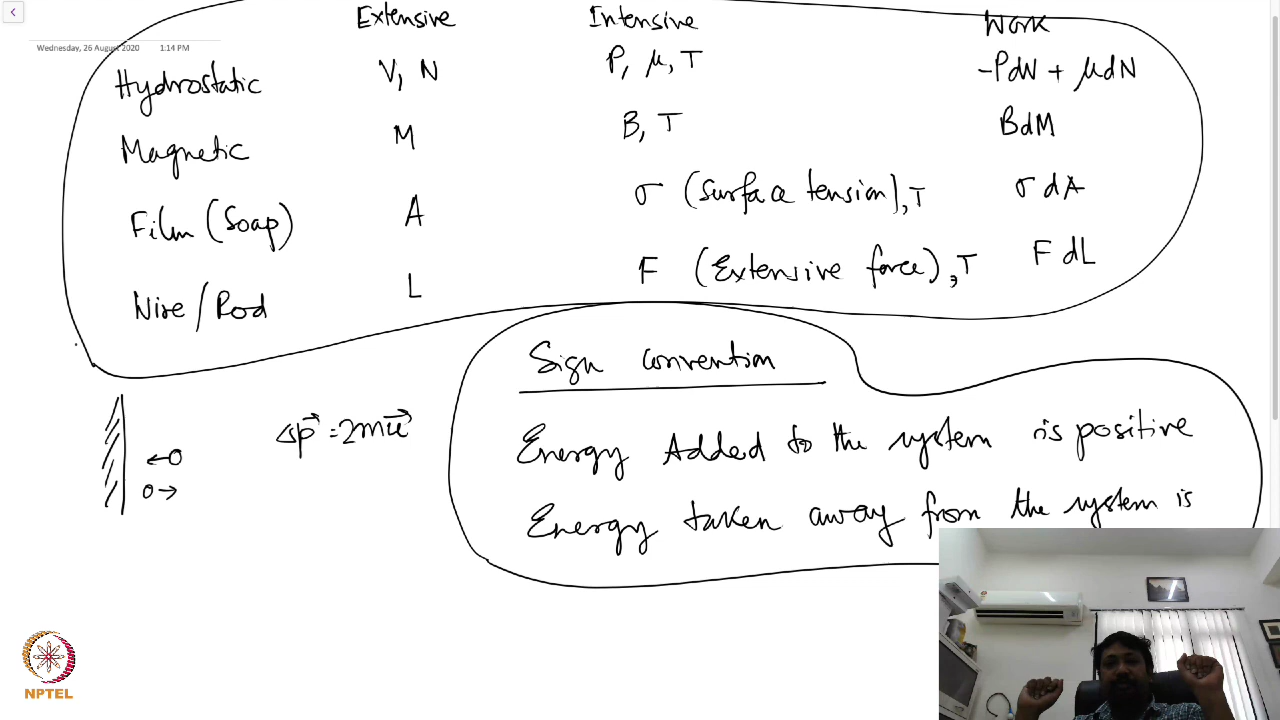 Extensive Intensive Work
Wednesday, 26 August 2020 1:14 PM
Hydrostatic V, N P, μ, T -PdV + μdN
Magnetic M B, T BdM
Film (Soap) A σ (Surface tension), T σ dA
Wire / Rod L F (Extensive force), T F dL
Sign convention
Δp⃗ = 2mu⃗
Energy Added to the system is positive
Energy taken away from the system is
NPTEL